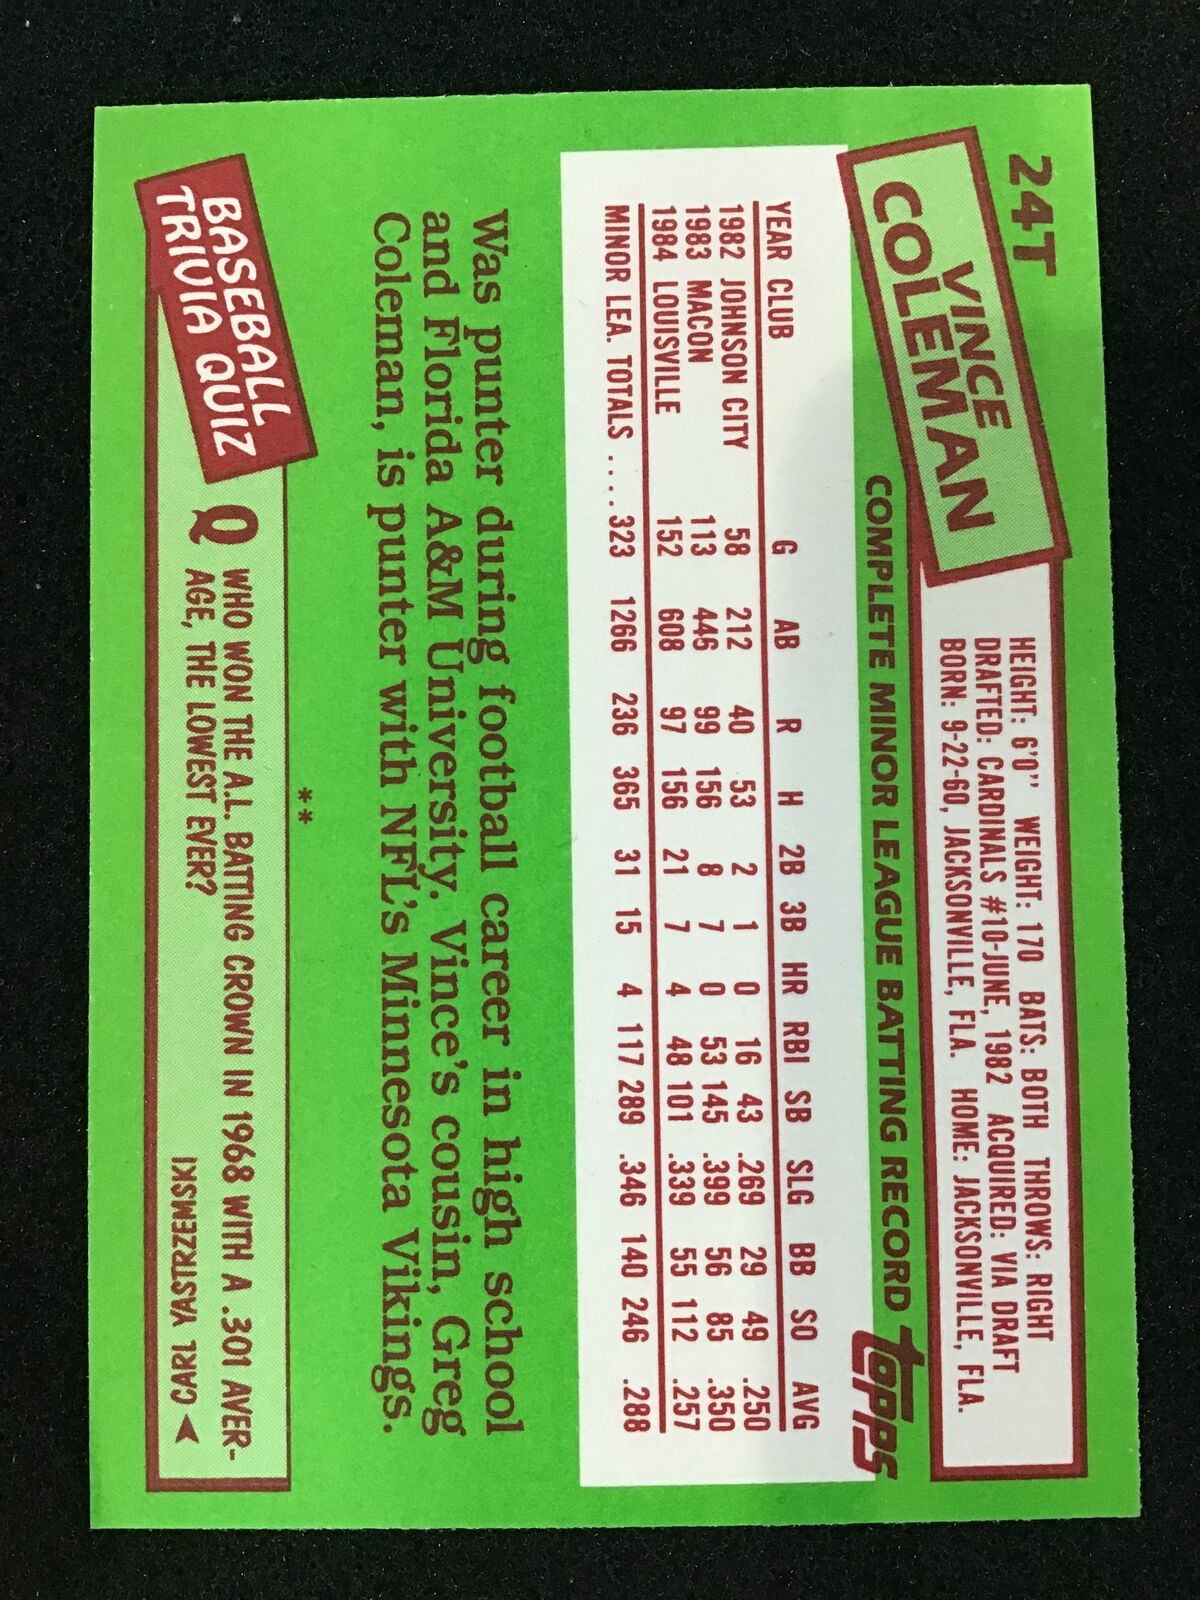 24T
VINCE
COLEMAN
HEIGHT: 6'0" WEIGHT: 170 BATS: BOTH THROWS: RIGHT
DRAFTED: CARDINALS #10-JUNE, 1982 ACQUIRED: VIA DRAFT
BORN: 9-22-60, JACKSONVILLE, FLA. HOME: JACKSONVILLE, FLA.
COMPLETE MINOR LEAGUE BATTING RECORD
topps
YEAR CLUB G AB R H 2B 3B HR RBI SB SLG BB SO AVG
1982 JOHNSON CITY 58 212 40 53 2 1 0 16 43 .269 29 49 .250
1983 MACON 113 446 99 156 8 7 0 53 145 .399 56 85 .350
1984 LOUISVILLE 152 608 97 156 21 7 4 48 101 .339 55 112 .257
MINOR LEA. TOTALS .... 323 1266 236 365 31 15 4 117 289 .346 140 246 .288
Was punter during football career in high school
and Florida A&M University. Vince's cousin, Greg
Coleman, is punter with NFL's Minnesota Vikings.
**
BASEBALL
TRIVIA QUIZ
Q WHO WON THE A.L. BATTING CROWN IN 1968 WITH A .301 AVER-
AGE, THE LOWEST EVER?
CARL YASTRZEMSKI